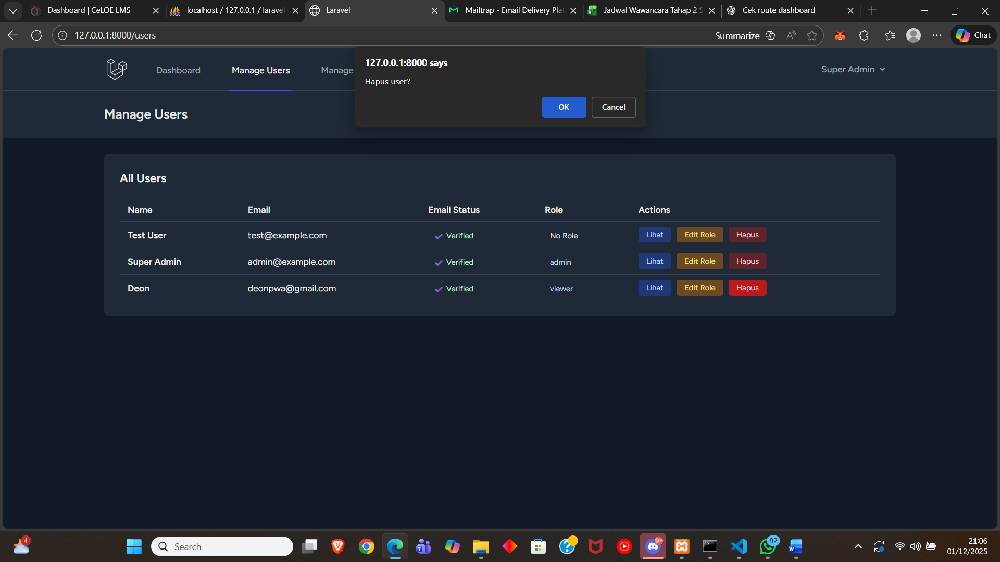 Dashboard | CeLOE LMS
localhost / 127.0.0.1 / laravel
Laravel
Mailtrap - Email Delivery Plat
Jadwal Wawancara Tahap 2 S
Cek route dashboard
127.0.0.1:8000/users
Summarize
Chat
Dashboard
Manage Users
Manage
Super Admin
127.0.0.1:8000 says
Hapus user?
OK
Cancel
Manage Users
All Users
Name Email Email Status Role Actions
Test User test@example.com Verified No Role Lihat Edit Role Hapus
Super Admin admin@example.com Verified admin Lihat Edit Role Hapus
Deon deonpwa@gmail.com Verified viewer Lihat Edit Role Hapus
4
Search
9+
92
21:06
01/12/2025